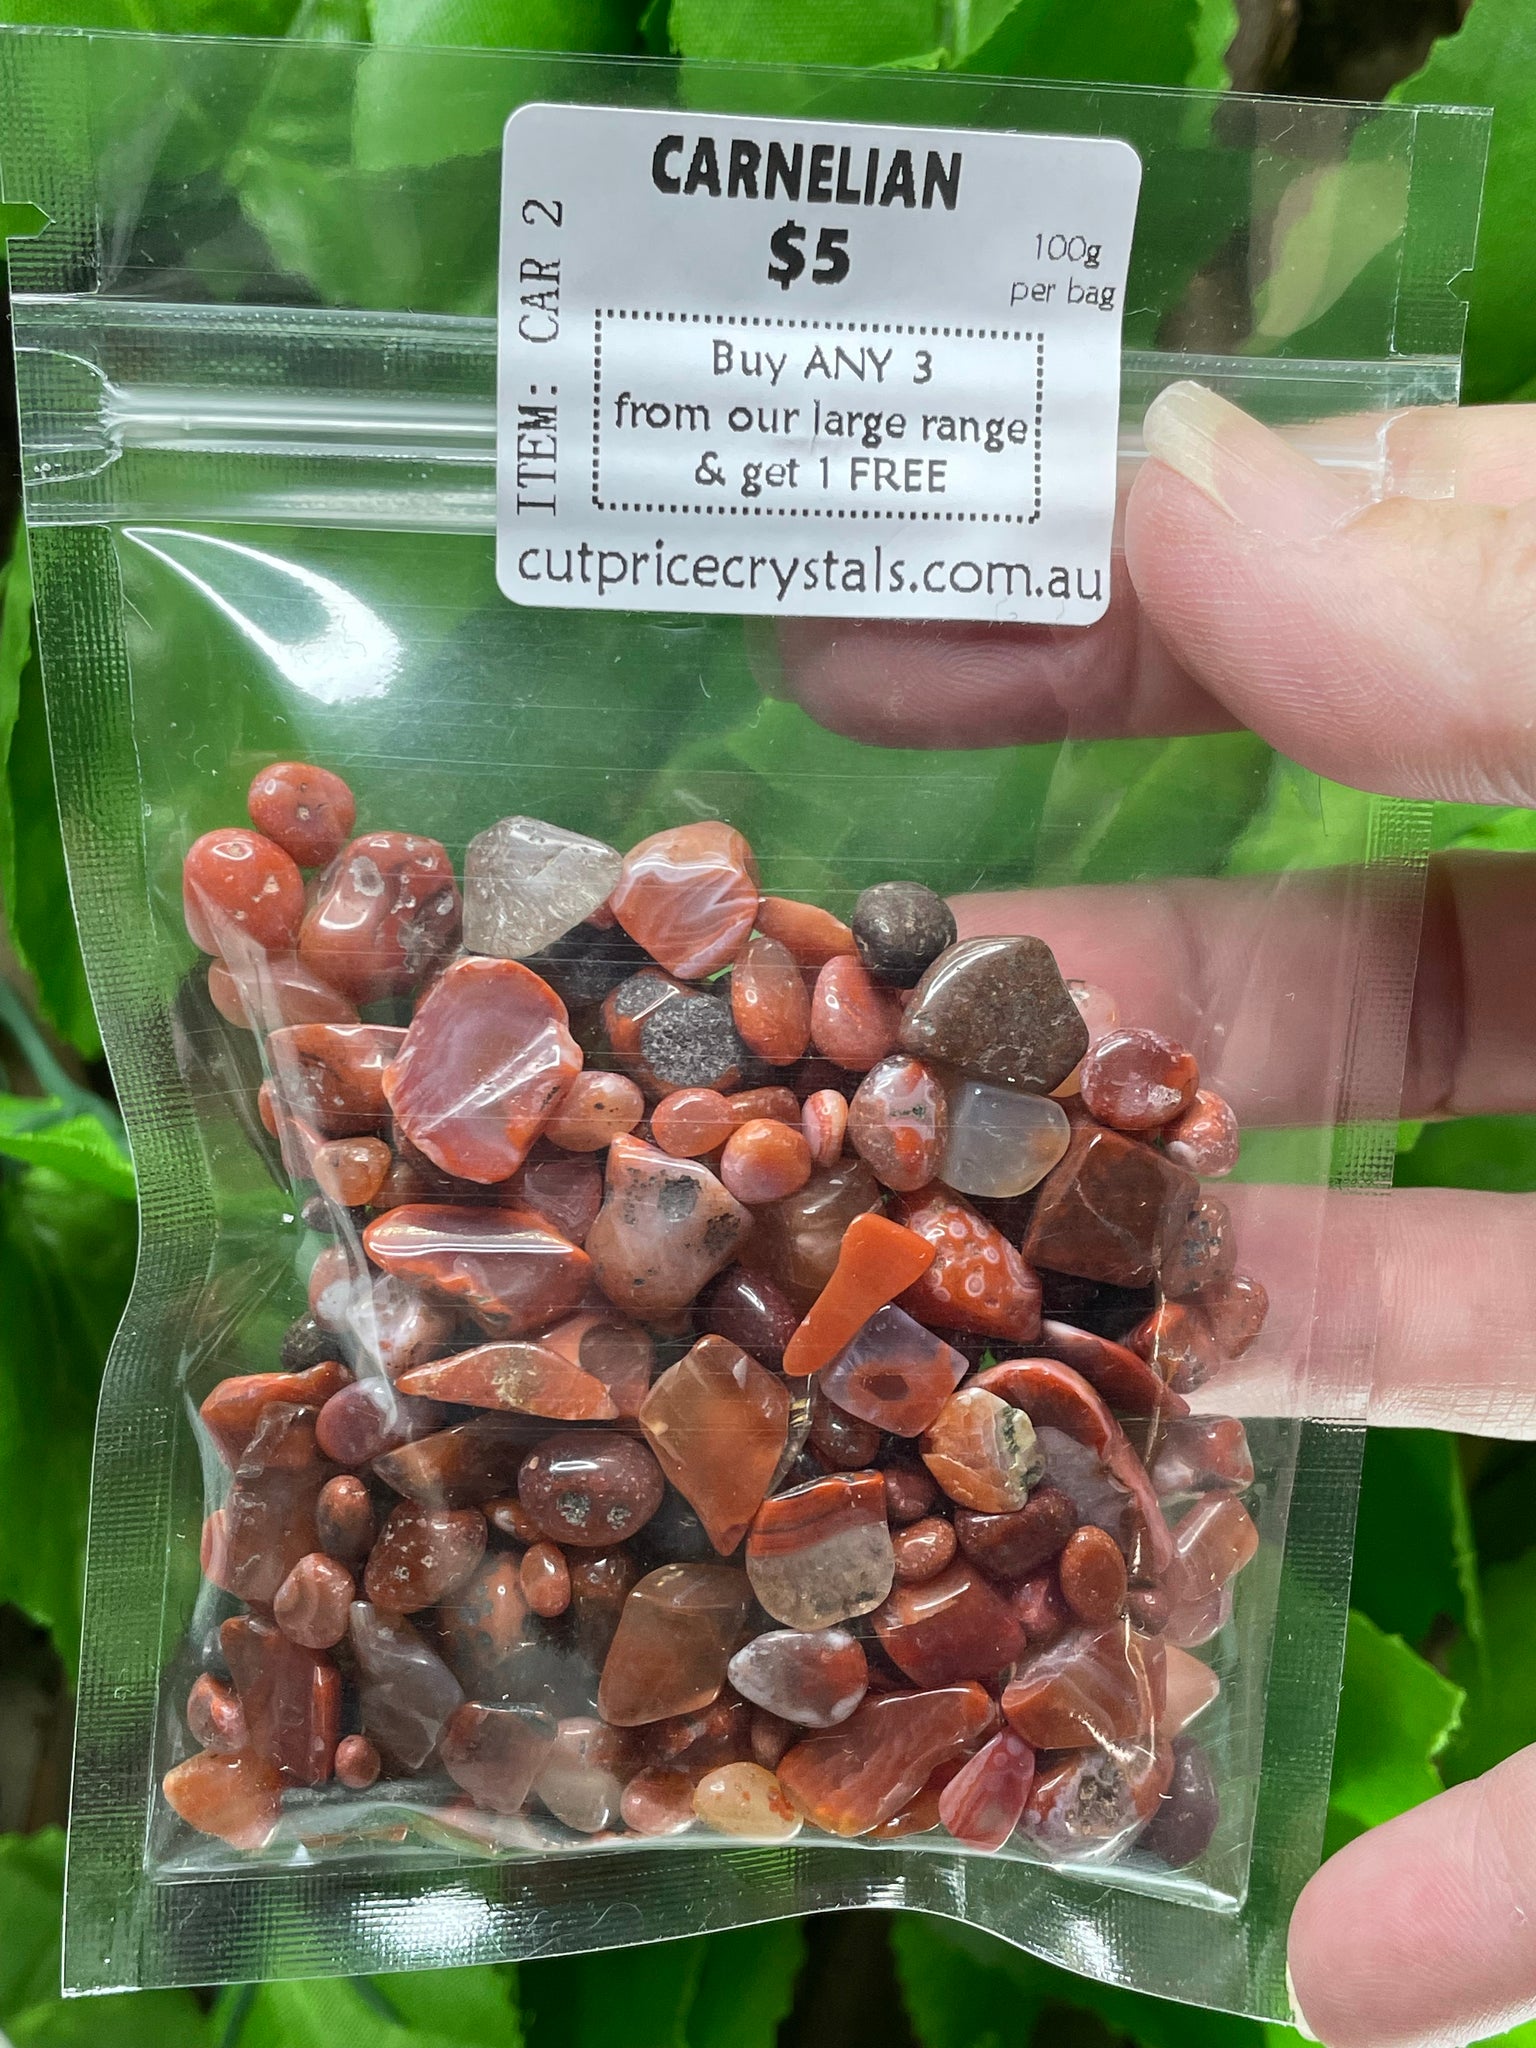 CARNELIAN
$5
100g
per bag
ITEM: CAR 2
Buy ANY 3
from our large range
& get 1 FREE
cutpricecrystals.com.au